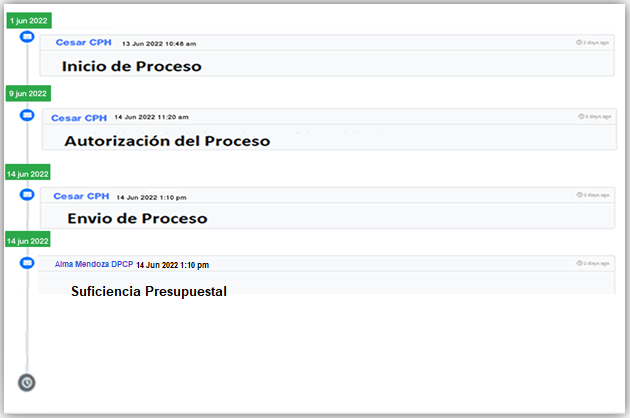 1 jun 2022
Cesar CPH 13 Jun 2022 10:48 am 2 days ago
Inicio de Proceso
9 jun 2022
Cesar CPH 14 Jun 2022 11:20 am 2 days ago
Autorización del Proceso
14 jun 2022
Cesar CPH 14 Jun 2022 1:10 pm 2 days ago
Envio de Proceso
14 jun 2022
Alma Mendoza DPCP 14 Jun 2022 1:10 pm 2 days ago
Suficiencia Presupuestal